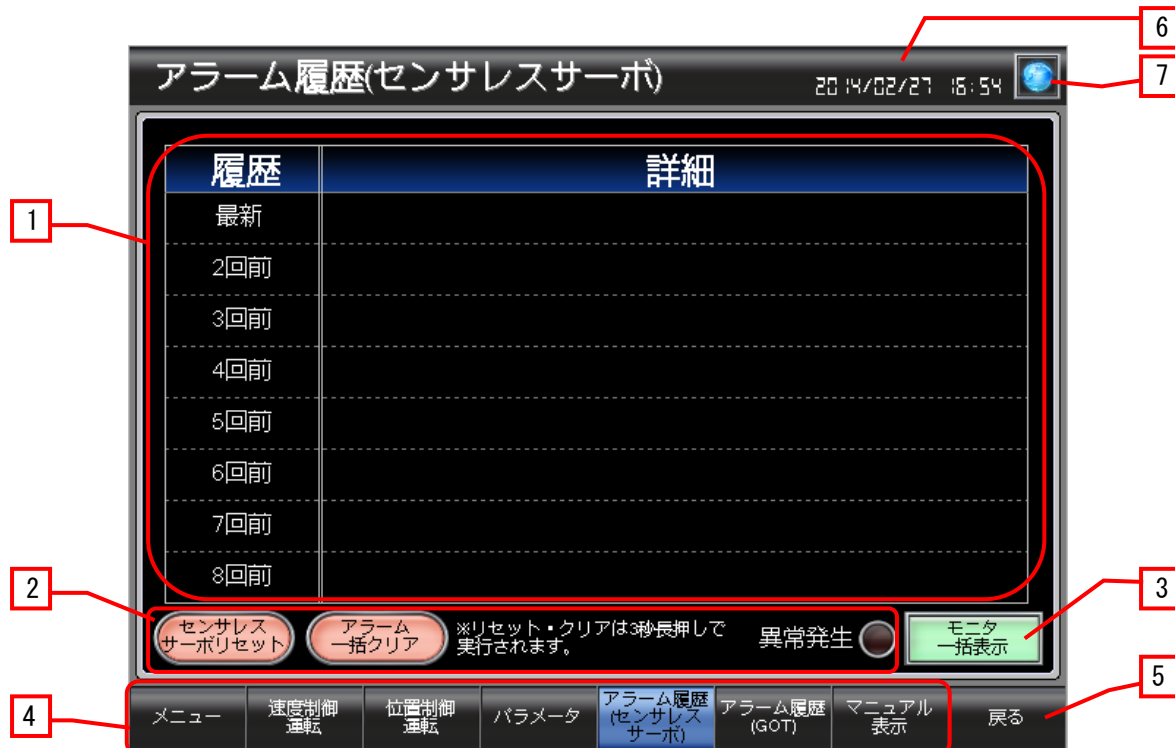 6
アラーム履歴(センサレスサーボ)
2014/02/27 16:54
7
履歴 詳細
1
最新
2回前
3回前
4回前
5回前
6回前
7回前
8回前
2
3
センサレス
サーボリセット
アラーム
一括クリア
※リセット・クリアは3秒長押しで
実行されます。
異常発生
モニタ
一括表示
5
4
メニュー
速度制御
運転
位置制御
運転
パラメータ
アラーム履歴
(センサレス
サーボ)
アラーム履歴
(GOT)
マニュアル
表示
戻る